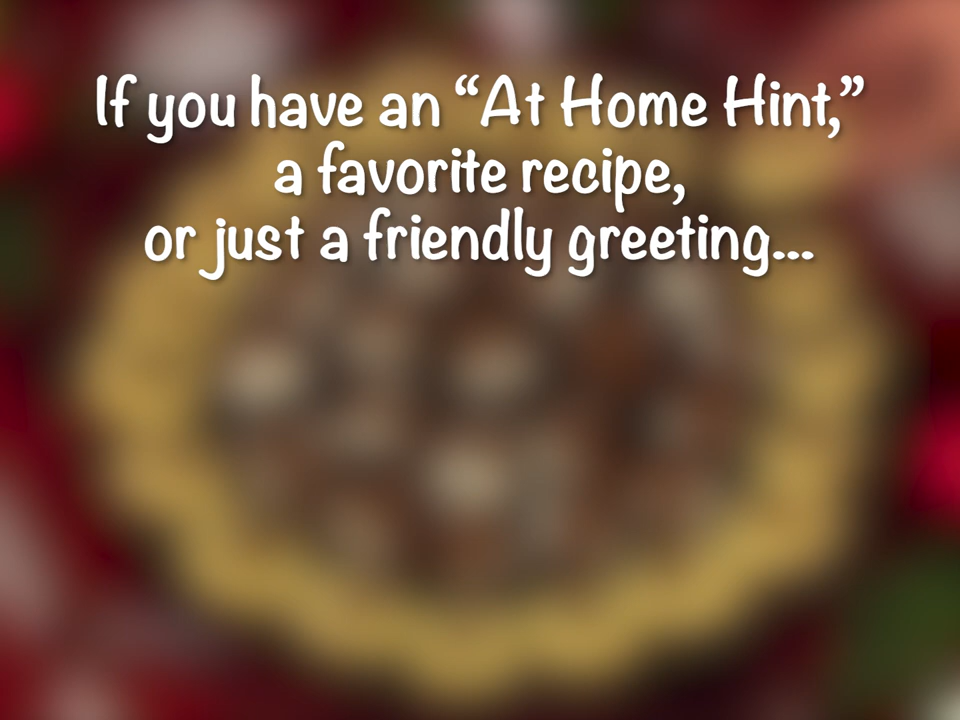 If you have an “At Home Hint,”
a favorite recipe,
or just a friendly greeting...